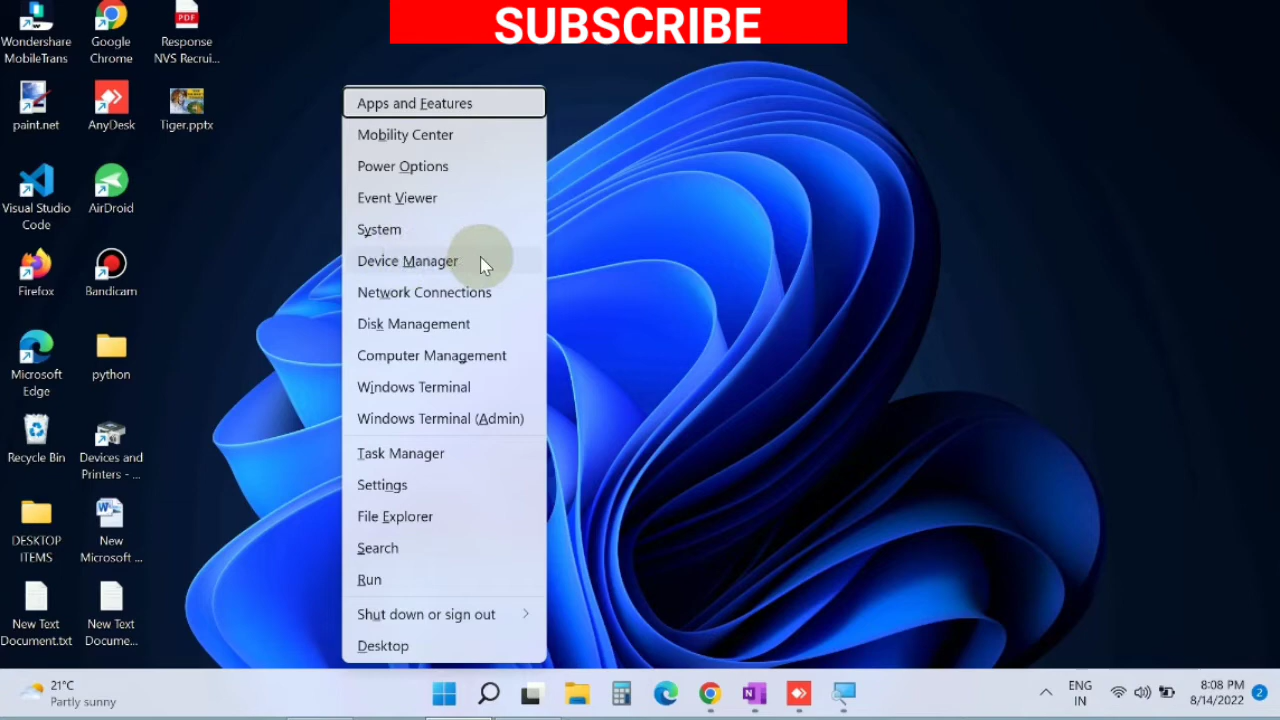 SUBSCRIBE
Wondershare
MobileTrans
Google
Chrome
Response
NVS Recrui...
paint.net
AnyDesk
Tiger.pptx
Visual Studio
Code
AirDroid
Firefox
Bandicam
Microsoft
Edge
python
Recycle Bin
Devices and
Printers - ...
DESKTOP
ITEMS
New
Microsoft ...
New Text
Document.txt
New Text
Docume...
Apps and Features
Mobility Center
Power Options
Event Viewer
System
Device Manager
Network Connections
Disk Management
Computer Management
Windows Terminal
Windows Terminal (Admin)
Task Manager
Settings
File Explorer
Search
Run
Shut down or sign out
Desktop
21°C
Partly sunny
ENG
IN
8:08 PM
8/14/2022
2